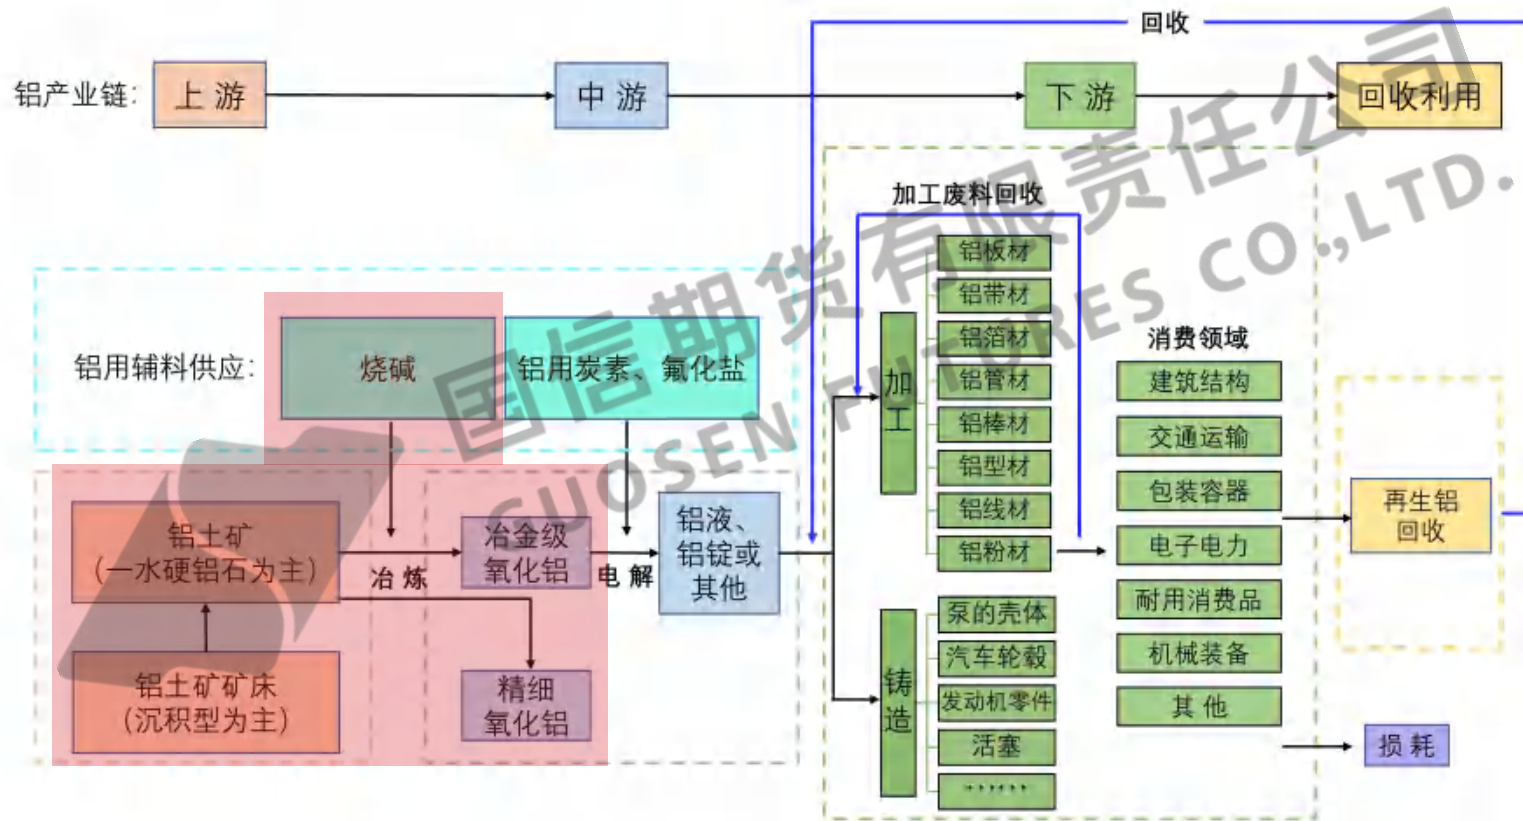 回收
铝产业链：
上 游
中 游
下 游
回收利用
加工废料回收
铝板材
铝带材
铝箔材
铝管材
铝棒材
铝型材
铝线材
铝粉材
加
工
消费领域
建筑结构
交通运输
包装容器
电子电力
耐用消费品
机械装备
其 他
铝用辅料供应：
烧碱
铝用炭素、氟化盐
铝土矿
（一水硬铝石为主）
冶 炼
冶金级
氧化铝
电 解
铝液、
铝锭或
其他
再生铝
回收
铝土矿矿床
（沉积型为主）
精细
氧化铝
铸
造
泵的壳体
汽车轮毂
发动机零件
活塞
……
损 耗
国信期货有限责任公司
GUOSEN FUTURES CO.,LTD.